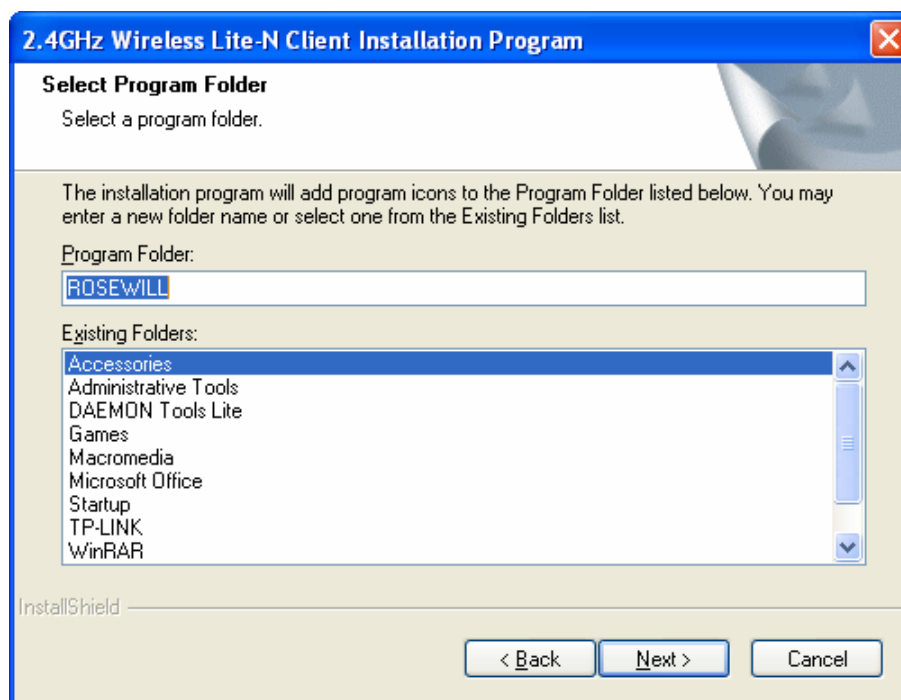 2.4GHz Wireless Lite-N Client Installation Program
Select Program Folder
Select a program folder.
The installation program will add program icons to the Program Folder listed below. You may
enter a new folder name or select one from the Existing Folders list.
Program Folder:
ROSEWILL
Existing Folders:
Accessories
Administrative Tools
DAEMON Tools Lite
Games
Macromedia
Microsoft Office
Startup
TP-LINK
WinRAR
InstallShield
< Back
Next >
Cancel